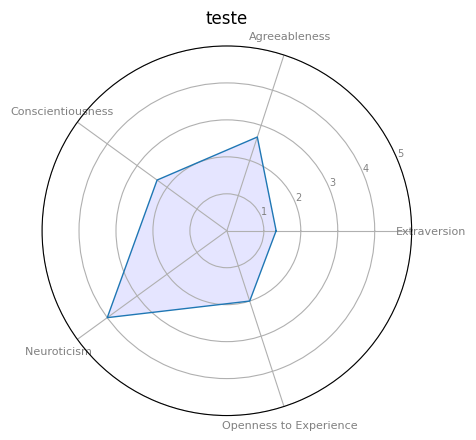 teste
Agreeableness
Conscientiousness
5
4
3
2
1
Extraversion
Neuroticism
Openness to Experience